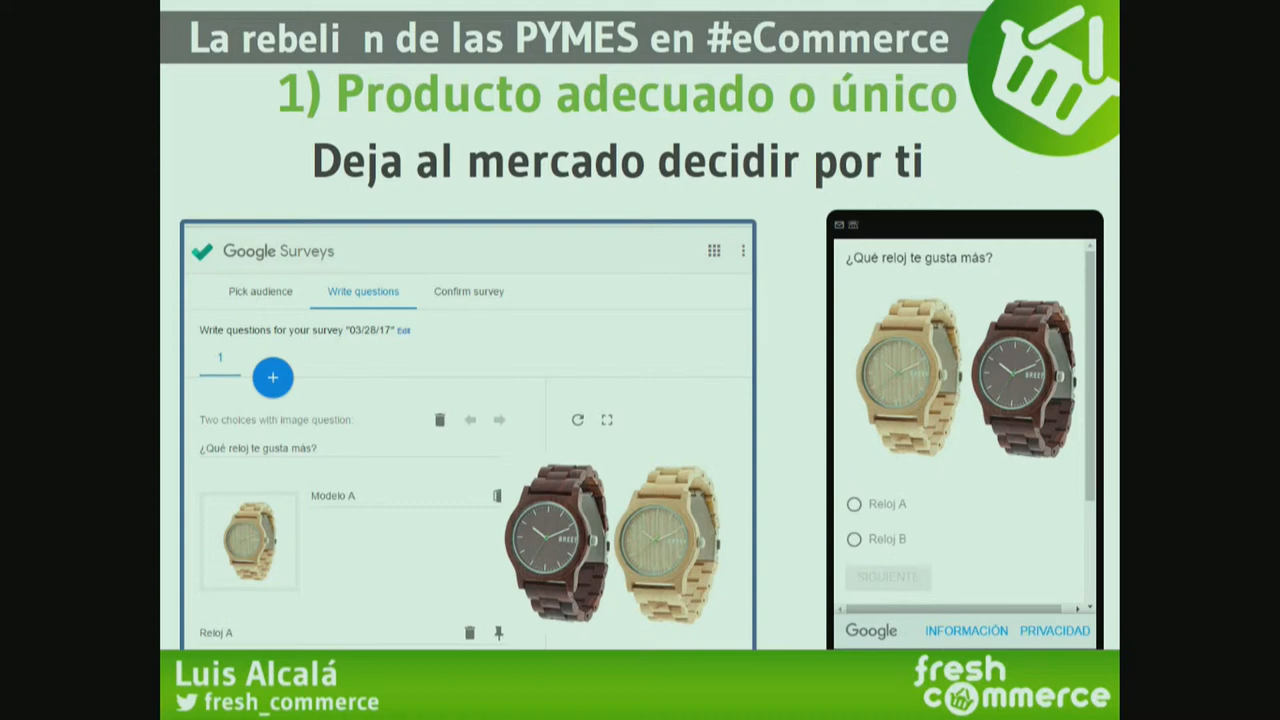 La rebeli n de las PYMES en #eCommerce
1) Producto adecuado o único
Deja al mercado decidir por ti
Google Surveys
Pick audience
Write questions
Confirm survey
Write questions for your survey "03/28/17" Edit
1
+
Two choices with image question:
¿Qué reloj te gusta más?
Modelo A
BREEF
BREEF
Reloj A
¿Qué reloj te gusta más?
BREEF
Reloj A
Reloj B
SIGUIENTE
Google
INFORMACIÓN
PRIVACIDAD
Luis Alcalá
fresh_commerce
fresh
commerce